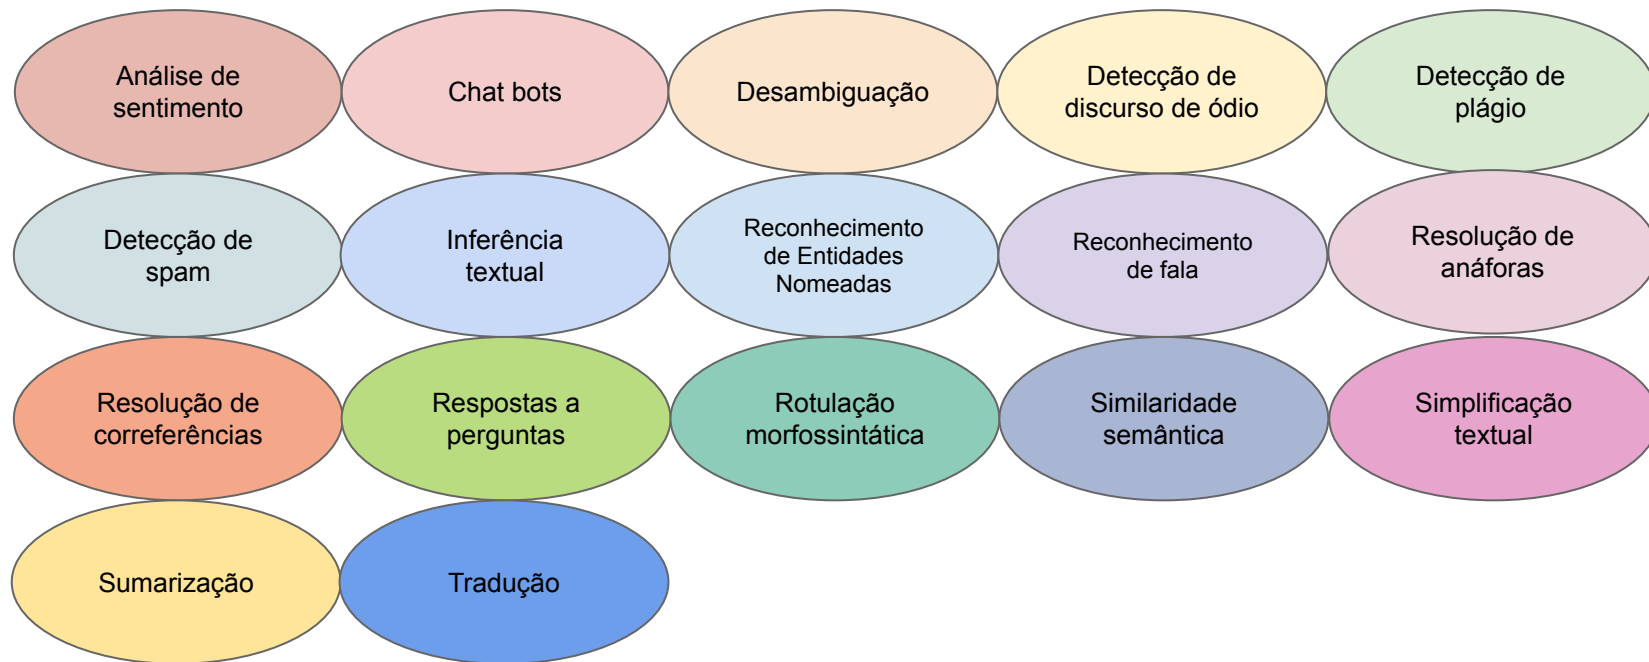 Análise de
sentimento
Chat bots
Desambiguação
Detecção de
discurso de ódio
Detecção de
plágio
Detecção de
spam
Inferência
textual
Reconhecimento
de Entidades
Nomeadas
Reconhecimento
de fala
Resolução de
anáforas
Resolução de
correferências
Respostas a
perguntas
Rotulação
morfossintática
Similaridade
semântica
Simplificação
textual
Sumarização
Tradução